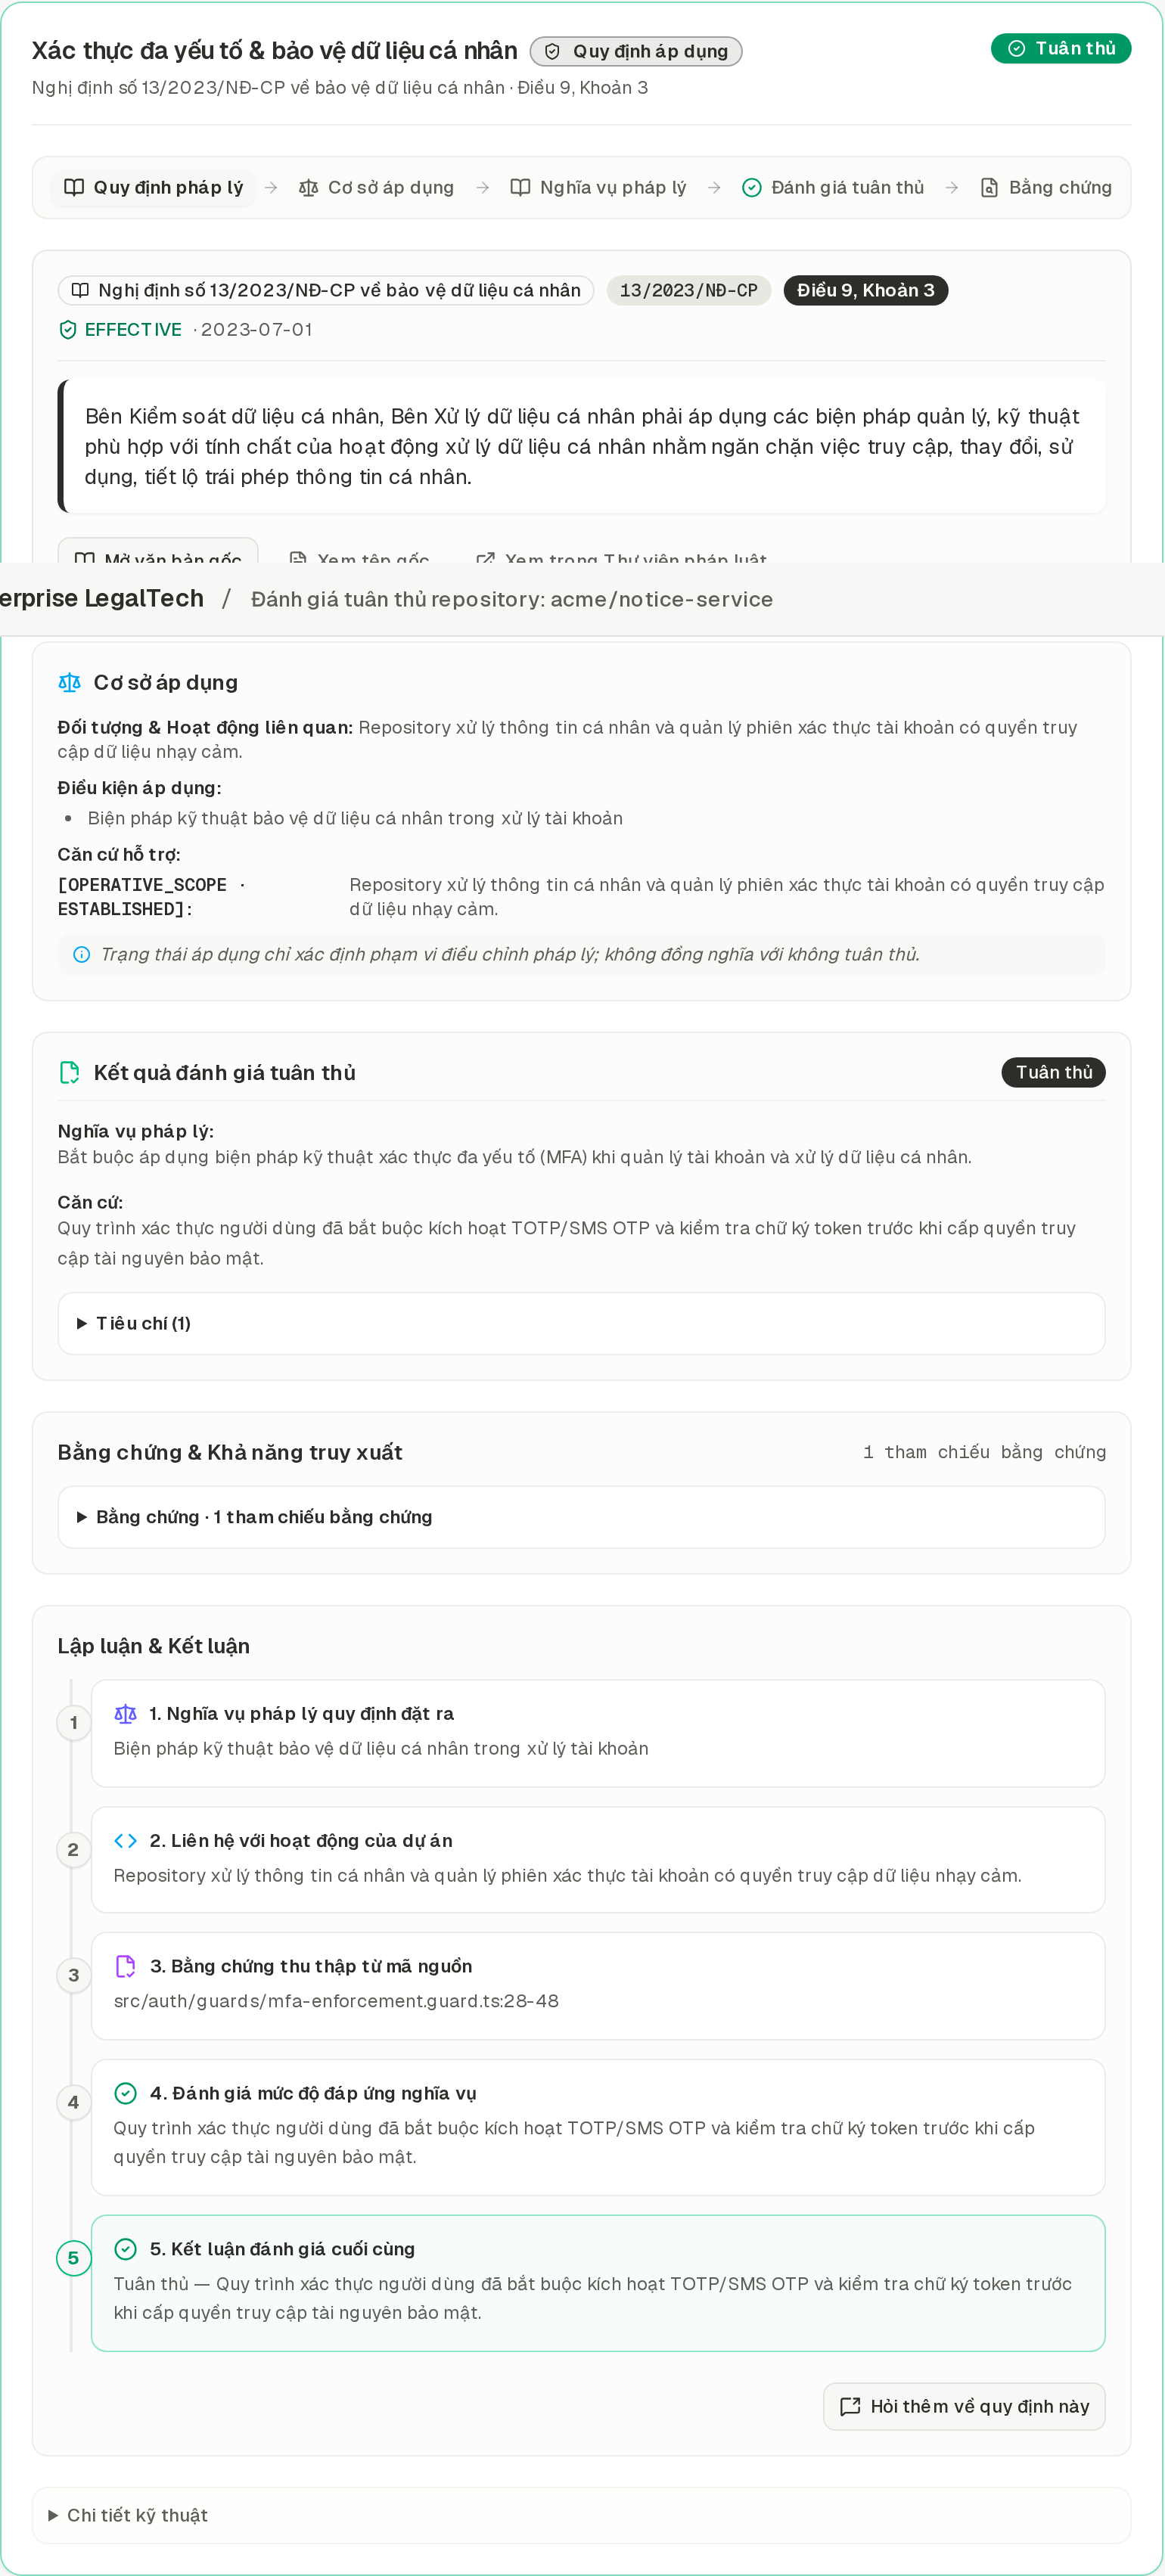 Xác thực đa yếu tố & bảo vệ dữ liệu cá nhân Quy định áp dụng Tuân thủ
Nghị định số 13/2023/NĐ-CP về bảo vệ dữ liệu cá nhân · Điều 9, Khoản 3
Quy định pháp lý → Cơ sở áp dụng → Nghĩa vụ pháp lý → Đánh giá tuân thủ → Bằng chứng
Nghị định số 13/2023/NĐ-CP về bảo vệ dữ liệu cá nhân 13/2023/NĐ-CP Điều 9, Khoản 3
EFFECTIVE · 2023-07-01
Bên Kiểm soát dữ liệu cá nhân, Bên Xử lý dữ liệu cá nhân phải áp dụng các biện pháp quản lý, kỹ thuật
phù hợp với tính chất của hoạt động xử lý dữ liệu cá nhân nhằm ngăn chặn việc truy cập, thay đổi, sử
dụng, tiết lộ trái phép thông tin cá nhân.
Mở văn bản gốc Xem tệp gốc Xem trong Thư viện pháp luật
erprise LegalTech / Đánh giá tuân thủ repository: acme/notice-service
Cơ sở áp dụng
Đối tượng & Hoạt động liên quan: Repository xử lý thông tin cá nhân và quản lý phiên xác thực tài khoản có quyền truy
cập dữ liệu nhạy cảm.
Điều kiện áp dụng:
• Biện pháp kỹ thuật bảo vệ dữ liệu cá nhân trong xử lý tài khoản
Căn cứ hỗ trợ:
[OPERATIVE_SCOPE · Repository xử lý thông tin cá nhân và quản lý phiên xác thực tài khoản có quyền truy cập
ESTABLISHED]: dữ liệu nhạy cảm.
Trạng thái áp dụng chỉ xác định phạm vi điều chỉnh pháp lý; không đồng nghĩa với không tuân thủ.
Kết quả đánh giá tuân thủ Tuân thủ
Nghĩa vụ pháp lý:
Bắt buộc áp dụng biện pháp kỹ thuật xác thực đa yếu tố (MFA) khi quản lý tài khoản và xử lý dữ liệu cá nhân.
Căn cứ:
Quy trình xác thực người dùng đã bắt buộc kích hoạt TOTP/SMS OTP và kiểm tra chữ ký token trước khi cấp quyền truy
cập tài nguyên bảo mật.
▶ Tiêu chí (1)
Bằng chứng & Khả năng truy xuất 1 tham chiếu bằng chứng
▶ Bằng chứng · 1 tham chiếu bằng chứng
Lập luận & Kết luận
1 1. Nghĩa vụ pháp lý quy định đặt ra
Biện pháp kỹ thuật bảo vệ dữ liệu cá nhân trong xử lý tài khoản
2 2. Liên hệ với hoạt động của dự án
Repository xử lý thông tin cá nhân và quản lý phiên xác thực tài khoản có quyền truy cập dữ liệu nhạy cảm.
3 3. Bằng chứng thu thập từ mã nguồn
src/auth/guards/mfa-enforcement.guard.ts:28-48
4 4. Đánh giá mức độ đáp ứng nghĩa vụ
Quy trình xác thực người dùng đã bắt buộc kích hoạt TOTP/SMS OTP và kiểm tra chữ ký token trước khi cấp
quyền truy cập tài nguyên bảo mật.
5 5. Kết luận đánh giá cuối cùng
Tuân thủ — Quy trình xác thực người dùng đã bắt buộc kích hoạt TOTP/SMS OTP và kiểm tra chữ ký token trước
khi cấp quyền truy cập tài nguyên bảo mật.
Hỏi thêm về quy định này
▶ Chi tiết kỹ thuật